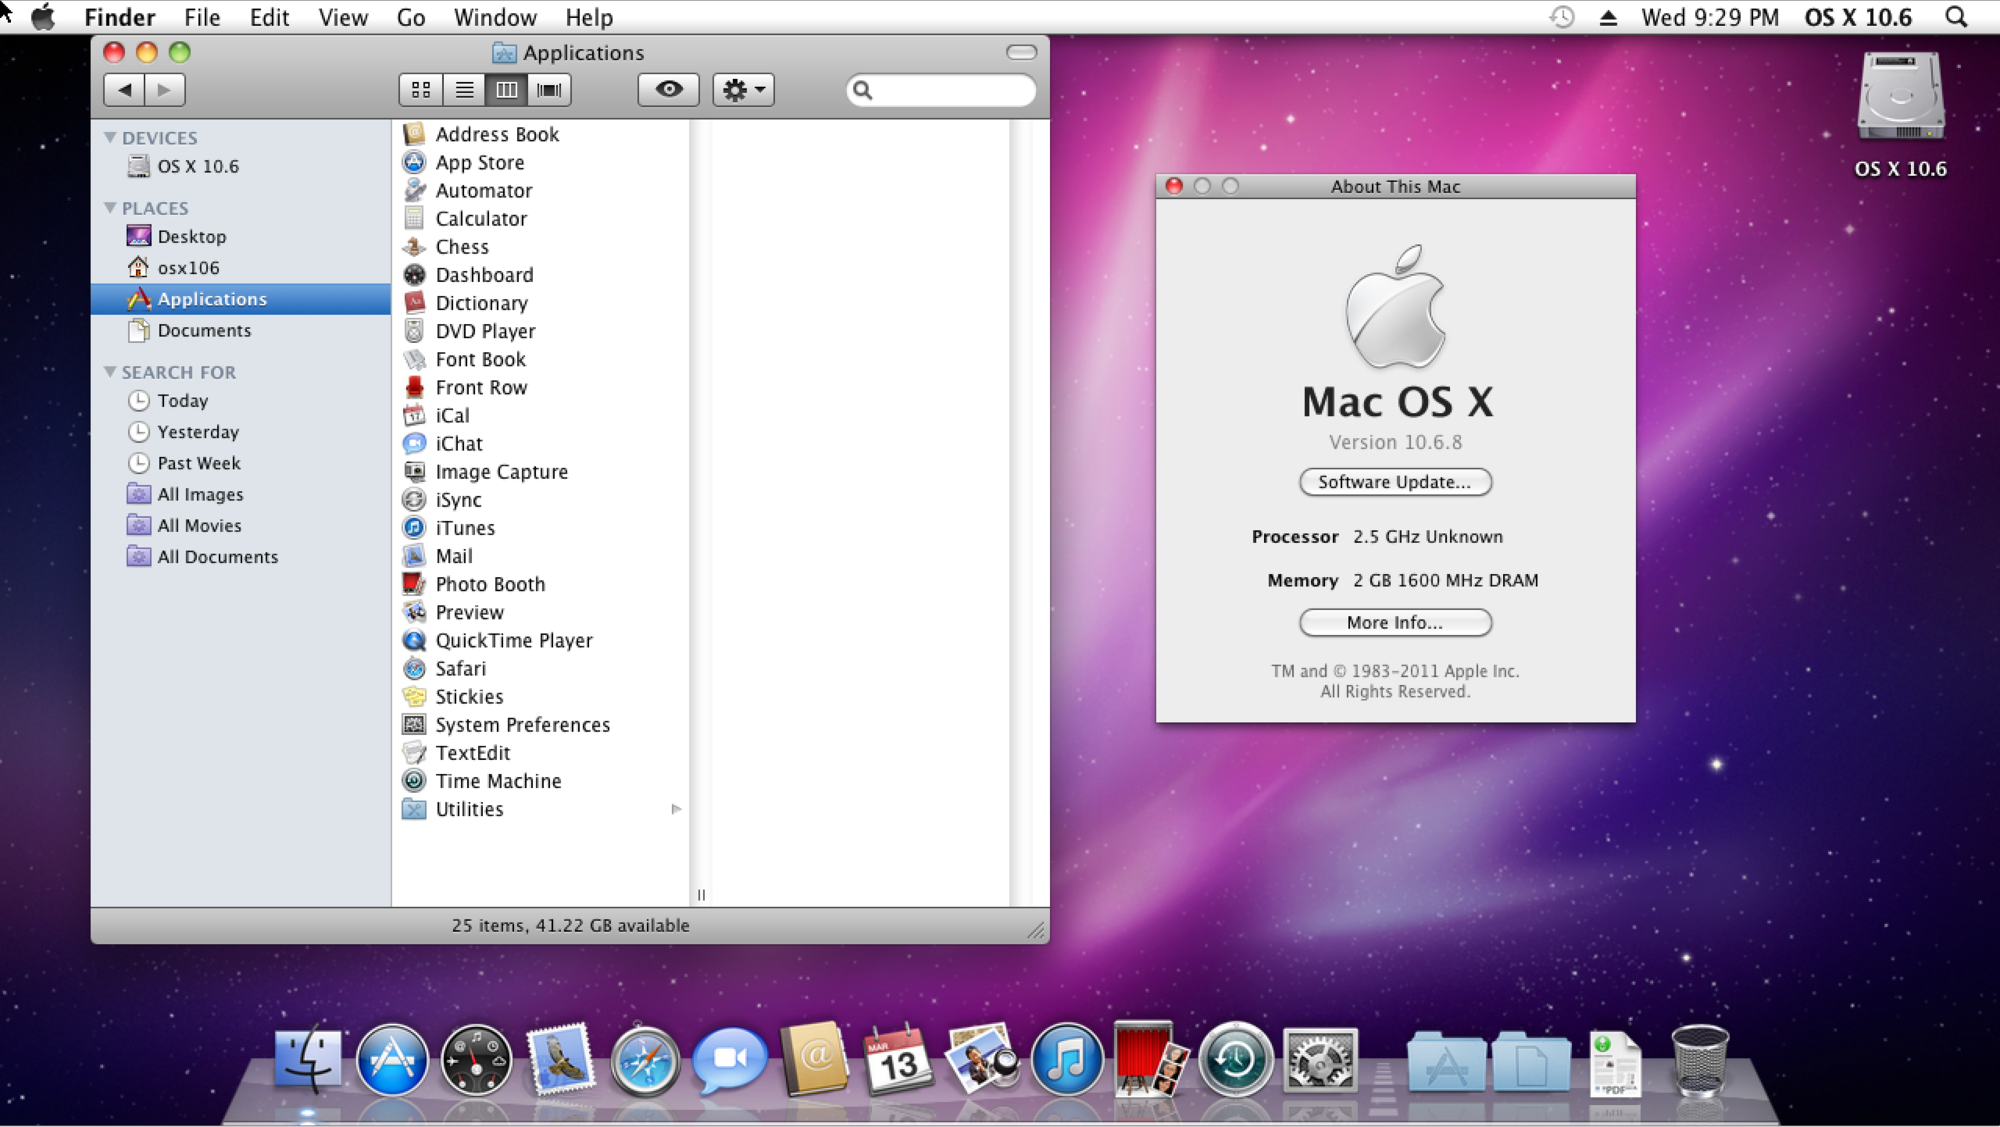 Finder File Edit View Go Window Help
Wed 9:29 PM OS X 10.6
Applications
DEVICES
OS X 10.6
PLACES
Desktop
osx106
Applications
Documents
SEARCH FOR
Today
Yesterday
Past Week
All Images
All Movies
All Documents
Address Book
App Store
Automator
Calculator
Chess
Dashboard
Dictionary
DVD Player
Font Book
Front Row
iCal
iChat
Image Capture
iSync
iTunes
Mail
Photo Booth
Preview
QuickTime Player
Safari
Stickies
System Preferences
TextEdit
Time Machine
Utilities
25 items, 41.22 GB available
OS X 10.6
About This Mac
Mac OS X
Version 10.6.8
Software Update...
Processor 2.5 GHz Unknown
Memory 2 GB 1600 MHz DRAM
More Info...
TM and © 1983-2011 Apple Inc.
All Rights Reserved.
MAR
13
PDF